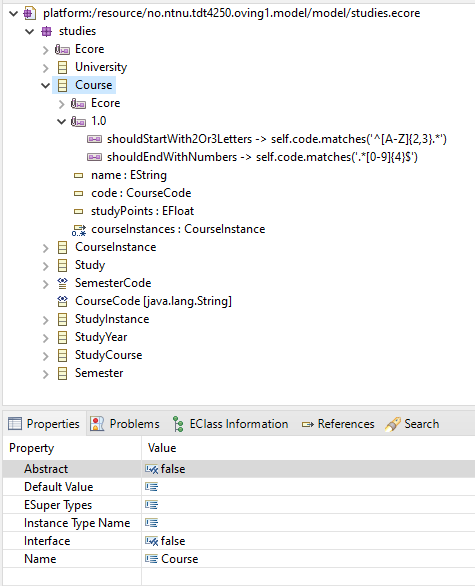 platform:/resource/no.ntnu.tdt4250.oving1.model/model/studies.ecore
studies
Ecore
University
Course
Ecore
1.0
shouldStartWith2Or3Letters -> self.code.matches('^[A-Z]{2,3}.*')
shouldEndWithNumbers -> self.code.matches('.*[0-9]{4}$')
name : EString
code : CourseCode
studyPoints : EFloat
0..* courseInstances : CourseInstance
CourseInstance
Study
SemesterCode
CourseCode [java.lang.String]
StudyInstance
StudyYear
StudyCourse
Semester
Properties Problems EClass Information References Search
Property Value
Abstract false
Default Value
ESuper Types
Instance Type Name
Interface false
Name Course